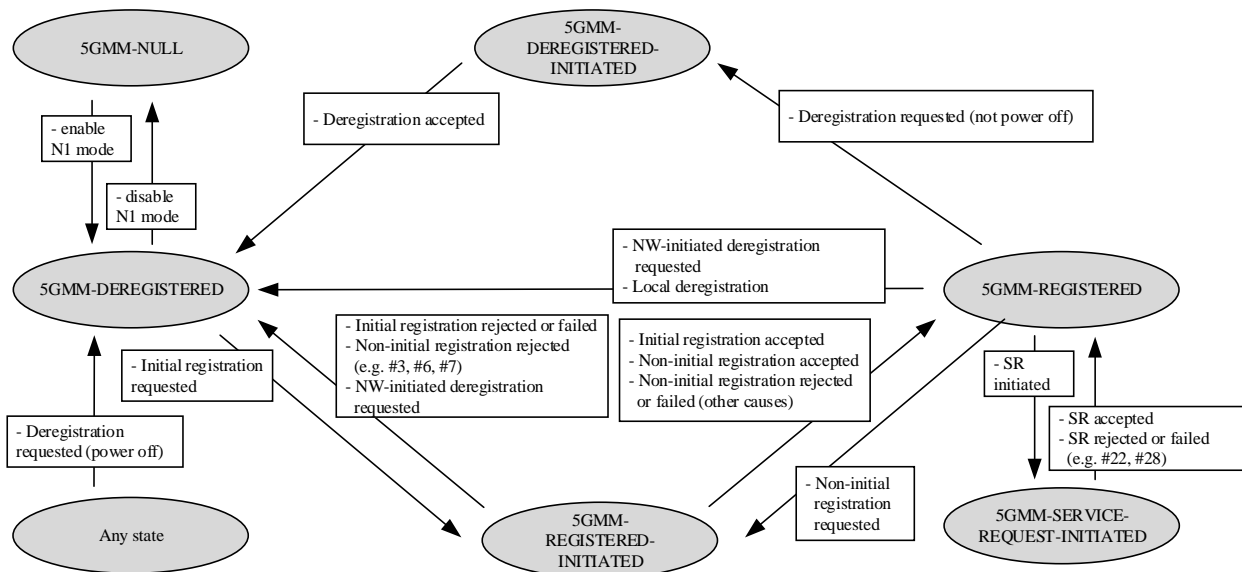 5GMM-NULL
5GMM-
DEREGISTERED-
INITIATED
- enable
N1 mode
- Deregistration accepted
- Deregistration requested (not power off)
- disable
N1 mode
- NW-initiated deregistration
requested
- Local deregistration
5GMM-DEREGISTERED
5GMM-REGISTERED
- Initial registration
requested
- Initial registration rejected or failed
- Non-initial registration rejected
(e.g. #3, #6, #7)
- NW-initiated deregistration
requested
- Initial registration accepted
- Non-initial registration accepted
- Non-initial registration rejected
or failed (other causes)
- SR
initiated
- Deregistration
requested (power off)
- SR accepted
- SR rejected or failed
(e.g. #22, #28)
- Non-initial
registration
requested
Any state
5GMM-
REGISTERED-
INITIATED
5GMM-SERVICE-
REQUEST-INITIATED